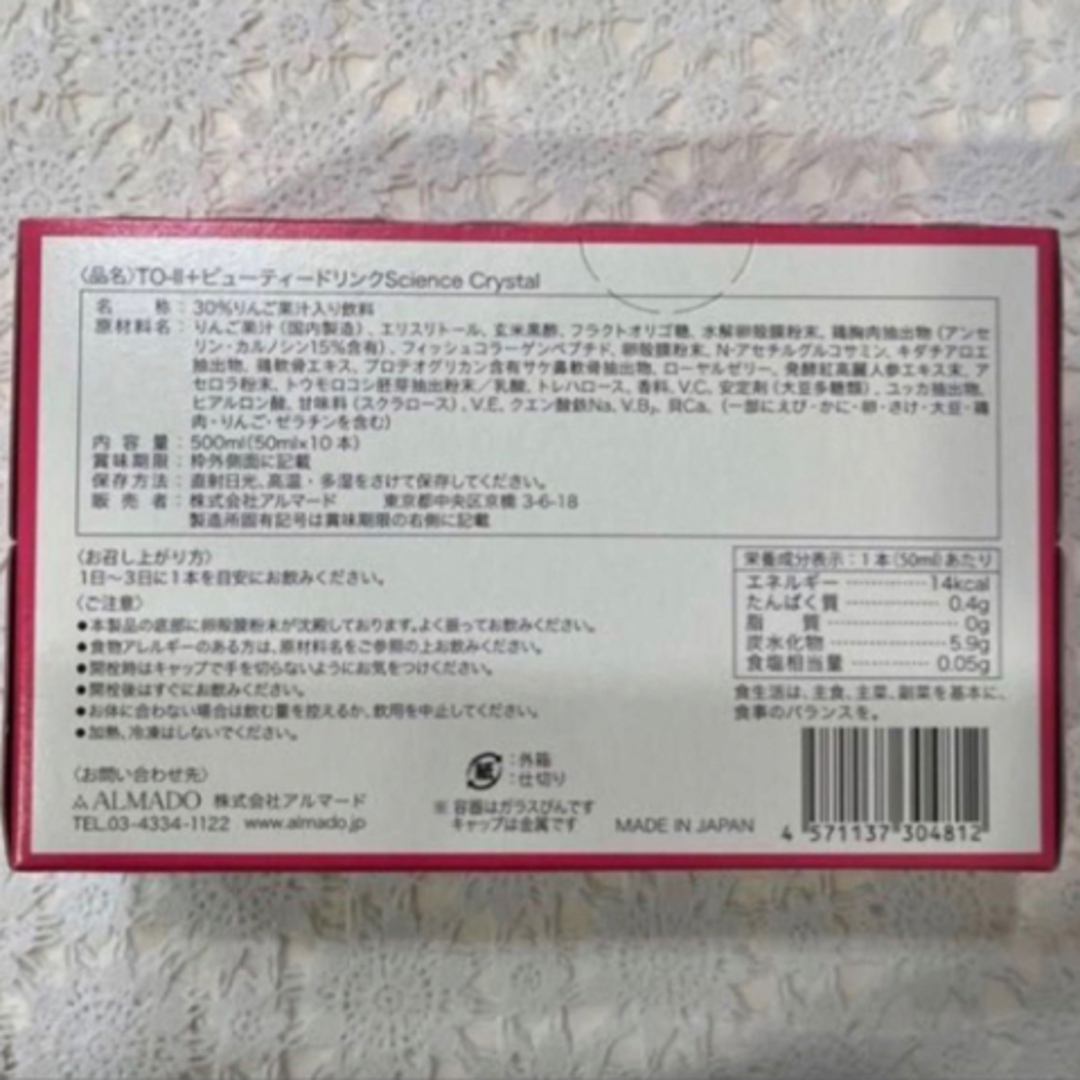 〈品名〉TO-Ⅱ+ビューティードリンクScience Crystal
名　　称：30%りんご果汁入り飲料
原材料名：りんご果汁(国内製造)、エリスリトール、玄米黒酢、フラクトオリゴ糖、水解卵殻膜粉末、鶏胸肉抽出物(アンセ
リン・カルノシン15%含有)、フィッシュコラーゲンペプチド、卵殻膜粉末、N-アセチルグルコサミン、キダチアロエ
抽出物、鶏軟骨エキス、プロテオグリカン含有サケ鼻軟骨抽出物、ローヤルゼリー、発酵紅高麗人参エキス末、ア
セロラ粉末、トウモロコシ胚芽抽出粉末／乳酸、トレハロース、香料、V.C、安定剤(大豆多糖類)、ユッカ抽出物、
ヒアルロン酸、甘味料(スクラロース)、V.E、クエン酸鉄Na、V.B₂、貝Ca、(一部にえび・かに・卵・さけ・大豆・鶏
肉・りんご・ゼラチンを含む)
内 容 量：500ml(50ml×10本)
賞味期限：枠外側面に記載
保存方法：直射日光、高温・多湿をさけて保存してください。
販 売 者：株式会社アルマード　東京都中央区京橋 3-6-18
製造所固有記号は賞味期限の右側に記載
〈お召し上がり方〉
1日～3日に1本を目安にお飲みください。
〈ご注意〉
●本製品の底部に卵殻膜粉末が沈殿しております。よく振ってお飲みください。
●食物アレルギーのある方は、原材料名をご参照の上お飲みください。
●開栓時はキャップで手を切らないようにお気をつけください。
●開栓後はすぐにお飲みください。
●お体に合わない場合は飲む量を控えるか、飲用を中止してください。
●加熱、冷凍はしないでください。
栄養成分表示：1本(50ml)あたり
エネルギー…………14kcal
たんぱく質…………0.4g
脂　　質…………0g
炭水化物…………5.9g
食塩相当量…………0.05g
食生活は、主食、主菜、副菜を基本に、
食事のバランスを。
〈お問い合わせ先〉
ALMADO 株式会社アルマード
TEL.03-4334-1122 www.almado.jp
紙：外箱
：仕切り
※ 容器はガラスびんです
キャップは金属です
MADE IN JAPAN
4 571137 304812